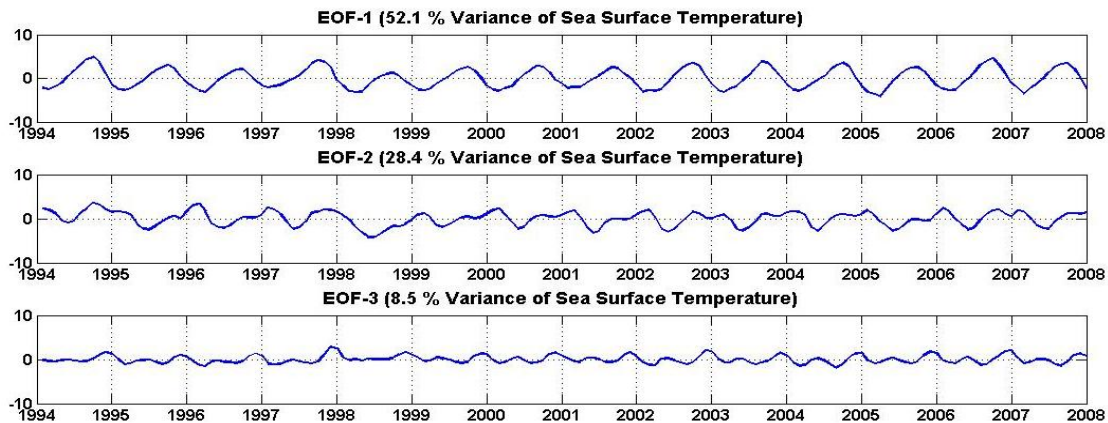 EOF-1 (52.1 % Variance of Sea Surface Temperature)
10
0
-10
1994 1995 1996 1997 1998 1999 2000 2001 2002 2003 2004 2005 2006 2007 2008
EOF-2 (28.4 % Variance of Sea Surface Temperature)
10
0
-10
1994 1995 1996 1997 1998 1999 2000 2001 2002 2003 2004 2005 2006 2007 2008
EOF-3 (8.5 % Variance of Sea Surface Temperature)
10
0
-10
1994 1995 1996 1997 1998 1999 2000 2001 2002 2003 2004 2005 2006 2007 2008